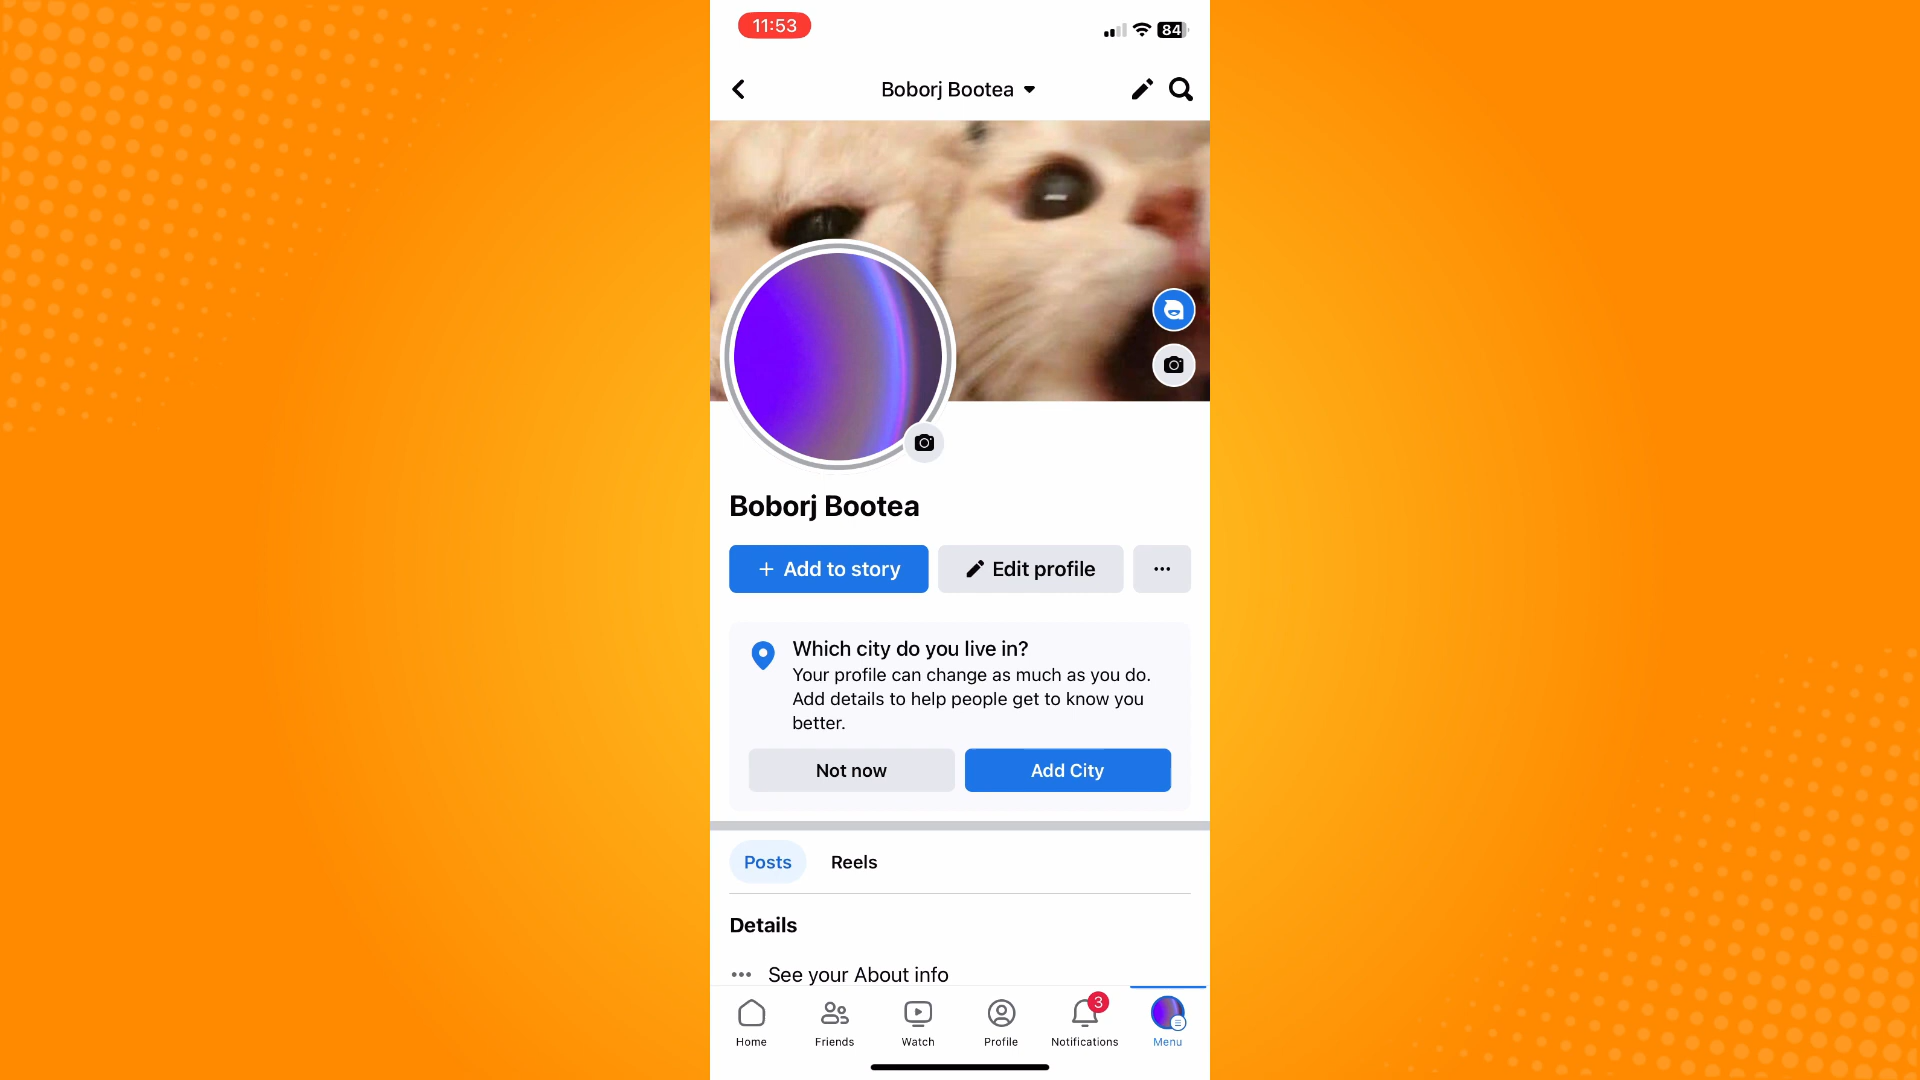 11:53
84
Boborj Bootea
Boborj Bootea
+ Add to story
Edit profile
Which city do you live in?
Your profile can change as much as you do.
Add details to help people get to know you
better.
Not now
Add City
Posts
Reels
Details
See your About info
3
Home
Friends
Watch
Profile
Notifications
Menu